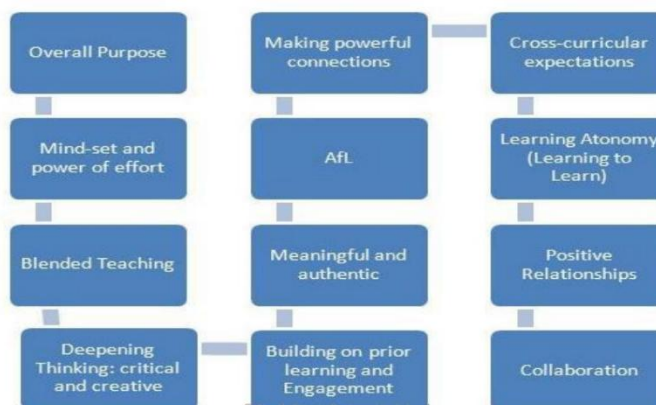 Overall Purpose
Mind-set and
power of effort
Blended Teaching
Deepening
Thinking: critical
and creative
Building on prior
learning and
Engagement
Meaningful and
authentic
AfL
Making powerful
connections
Cross-curricular
expectations
Learning Atonomy
(Learning to
Learn)
Positive
Relationships
Collaboration